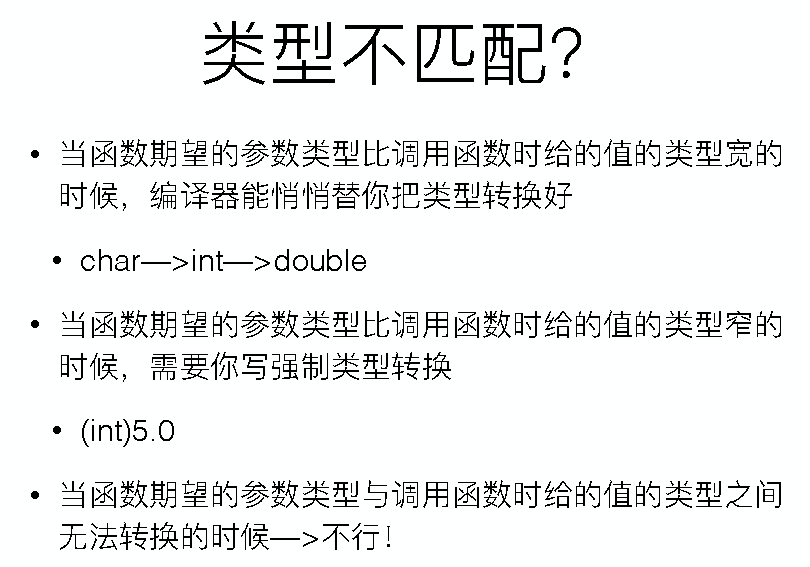 类型不匹配？
• 当函数期望的参数类型比调用函数时给的值的类型宽的
时候，编译器能悄悄替你把类型转换好
• char—>int—>double
• 当函数期望的参数类型比调用函数时给的值的类型窄的
时候，需要你写强制类型转换
• (int)5.0
• 当函数期望的参数类型与调用函数时给的值的类型之间
无法转换的时候—>不行！